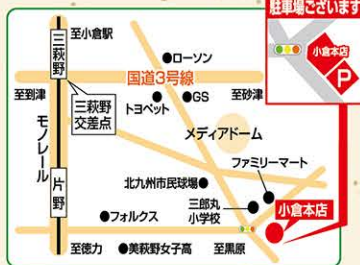 駐車場ございます
小倉本店
P
至小倉駅
三萩野
ローソン
国道3号線
至到津
三萩野
交差点
トヨペット
GS
至砂津
モノレール
メディアドーム
ファミリーマート
片野
北九州市民球場
三郎丸
小学校
フォルクス
小倉本店
至徳力
美萩野女子高
至黒原